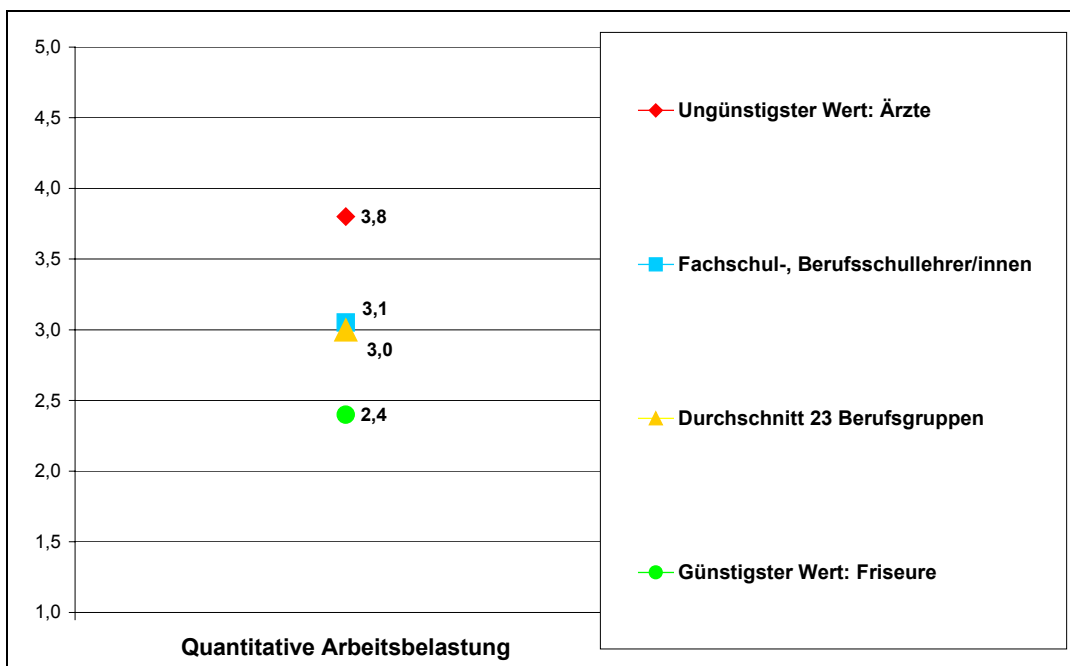 5,0
4,5
4,0
3,5
3,0
2,5
2,0
1,5
1,0
3,8
3,1
3,0
2,4
Quantitative Arbeitsbelastung
Ungünstigster Wert: Ärzte
Fachschul-, Berufsschullehrer/innen
Durchschnitt 23 Berufsgruppen
Günstigster Wert: Friseure